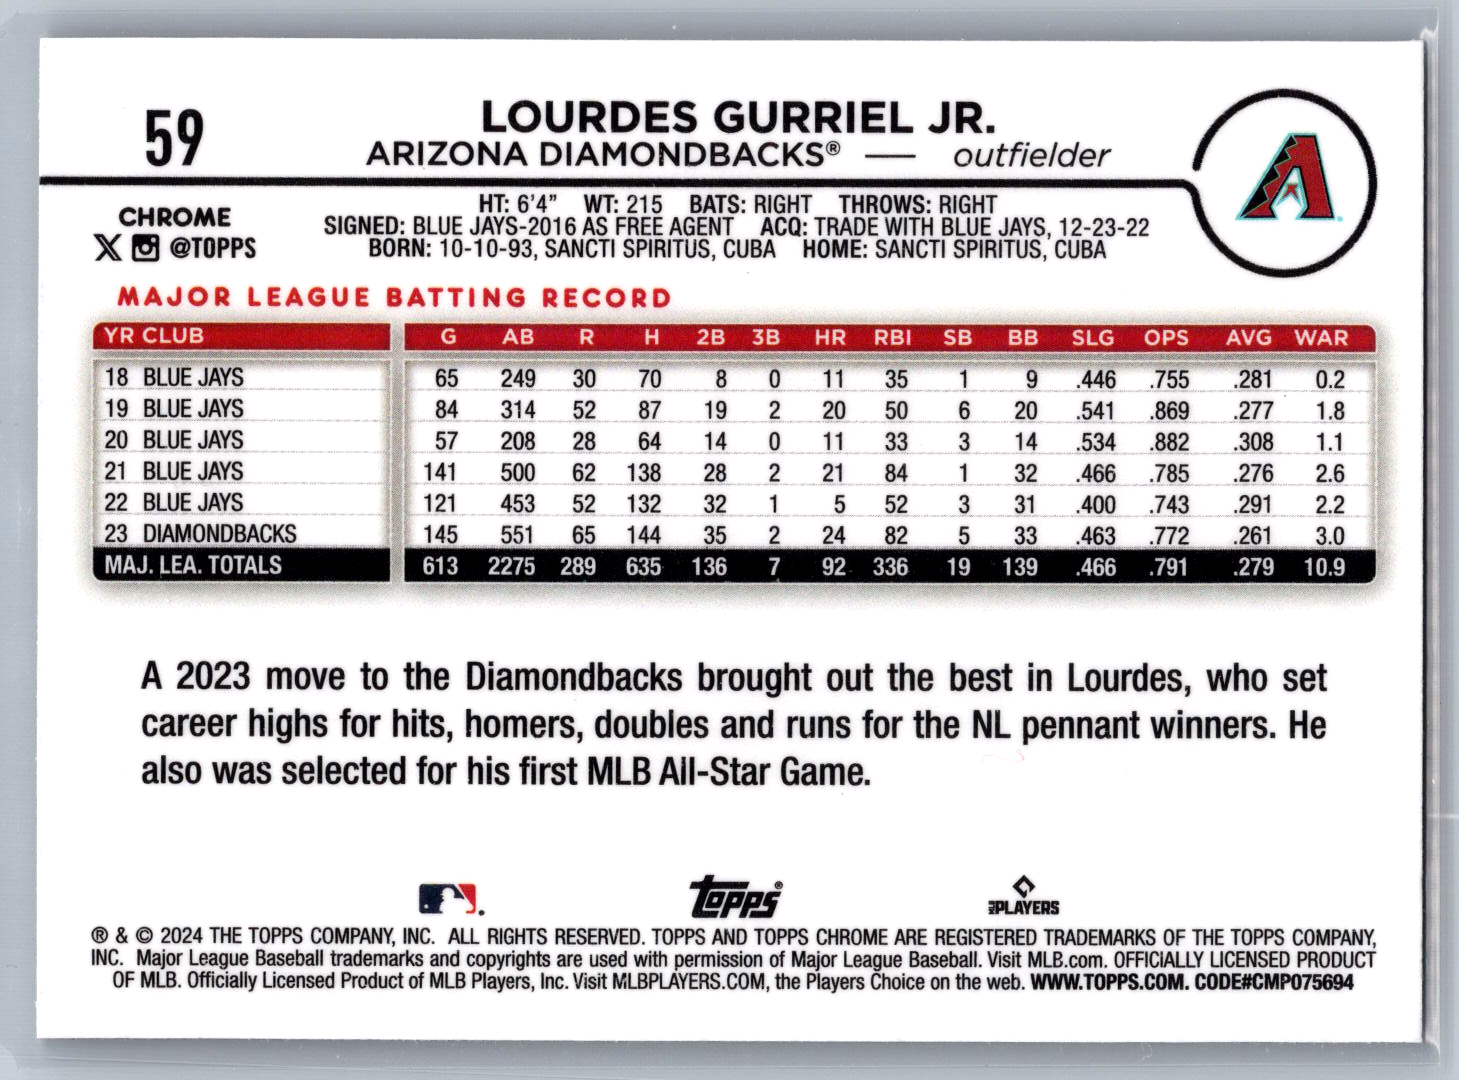 59
LOURDES GURRIEL JR.
ARIZONA DIAMONDBACKS® — outfielder
CHROME
@TOPPS
HT: 6'4" WT: 215 BATS: RIGHT THROWS: RIGHT
SIGNED: BLUE JAYS-2016 AS FREE AGENT ACQ: TRADE WITH BLUE JAYS, 12-23-22
BORN: 10-10-93, SANCTI SPIRITUS, CUBA HOME: SANCTI SPIRITUS, CUBA
MAJOR LEAGUE BATTING RECORD
YR CLUB G AB R H 2B 3B HR RBI SB BB SLG OPS AVG WAR
18 BLUE JAYS 65 249 30 70 8 0 11 35 1 9 .446 .755 .281 0.2
19 BLUE JAYS 84 314 52 87 19 2 20 50 6 20 .541 .869 .277 1.8
20 BLUE JAYS 57 208 28 64 14 0 11 33 3 14 .534 .882 .308 1.1
21 BLUE JAYS 141 500 62 138 28 2 21 84 1 32 .466 .785 .276 2.6
22 BLUE JAYS 121 453 52 132 32 1 5 52 3 31 .400 .743 .291 2.2
23 DIAMONDBACKS 145 551 65 144 35 2 24 82 5 33 .463 .772 .261 3.0
MAJ. LEA. TOTALS 613 2275 289 635 136 7 92 336 19 139 .466 .791 .279 10.9
A 2023 move to the Diamondbacks brought out the best in Lourdes, who set
career highs for hits, homers, doubles and runs for the NL pennant winners. He
also was selected for his first MLB All-Star Game.
Topps® MLB PLAYERS
® & © 2024 THE TOPPS COMPANY, INC. ALL RIGHTS RESERVED. TOPPS AND TOPPS CHROME ARE REGISTERED TRADEMARKS OF THE TOPPS COMPANY,
INC. Major League Baseball trademarks and copyrights are used with permission of Major League Baseball. Visit MLB.com. OFFICIALLY LICENSED PRODUCT
OF MLB. Officially Licensed Product of MLB Players, Inc. Visit MLBPLAYERS.COM, the Players Choice on the web. WWW.TOPPS.COM. CODE#CMP075694